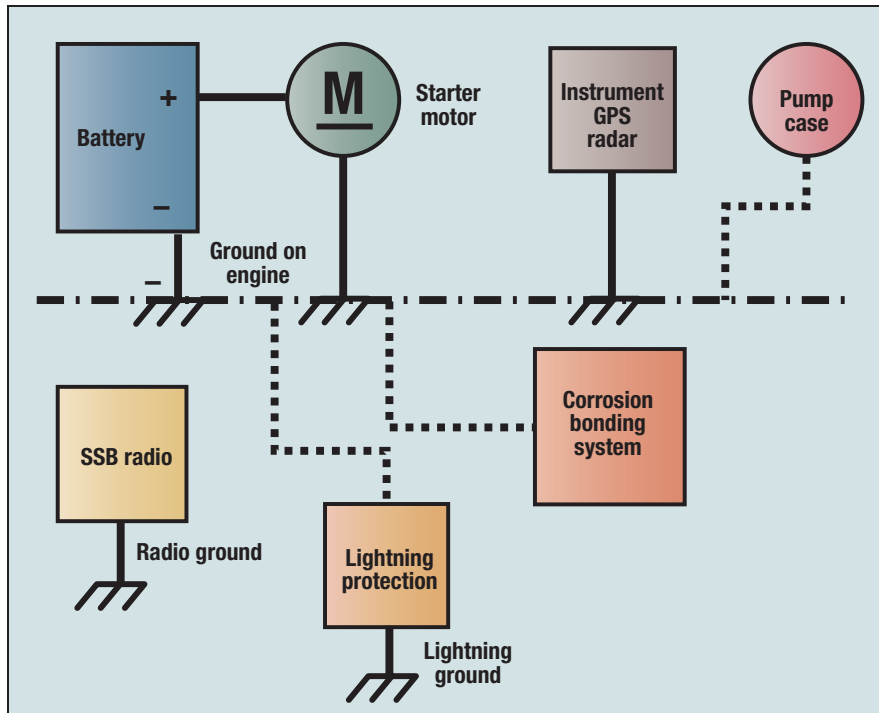 Battery
+
−
M
Starter
motor
Instrument
GPS
radar
Pump
case
Ground on
engine
−
SSB radio
Radio ground
Corrosion
bonding
system
Lightning
protection
Lightning
ground